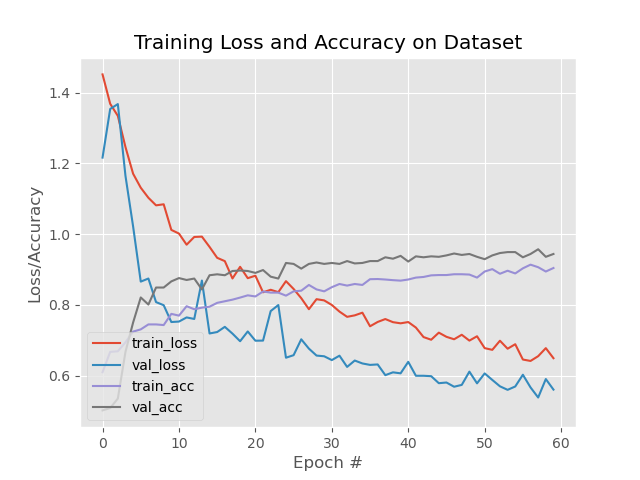 Training Loss and Accuracy on Dataset
Loss/Accuracy
1.4
1.2
1.0
0.8
0.6
train_loss
val_loss
train_acc
val_acc
0 10 20 30 40 50 60
Epoch #